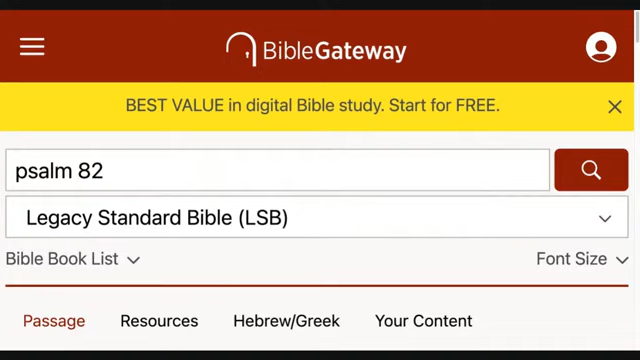 BibleGateway
BEST VALUE in digital Bible study. Start for FREE.
psalm 82
Legacy Standard Bible (LSB)
Bible Book List Font Size
Passage Resources Hebrew/Greek Your Content